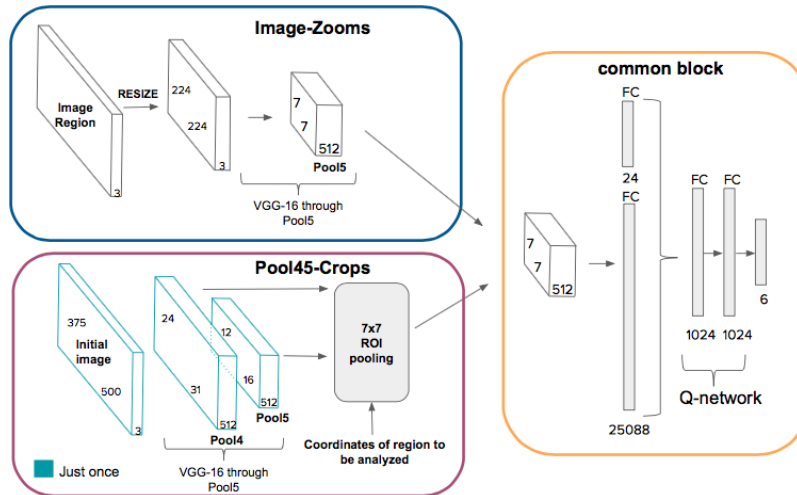 Image-Zooms
RESIZE
Image
Region
3
224
224
3
7
7
512
Pool5
VGG-16 through
Pool5
Pool45-Crops
375
Initial
image
500
3
24
31
512
Pool4
12
16
512
Pool5
VGG-16 through
Pool5
7x7
ROI
pooling
Coordinates of region to
be analyzed
Just once
common block
7
7
512
FC
24
FC
25088
FC
FC
1024
1024
6
Q-network